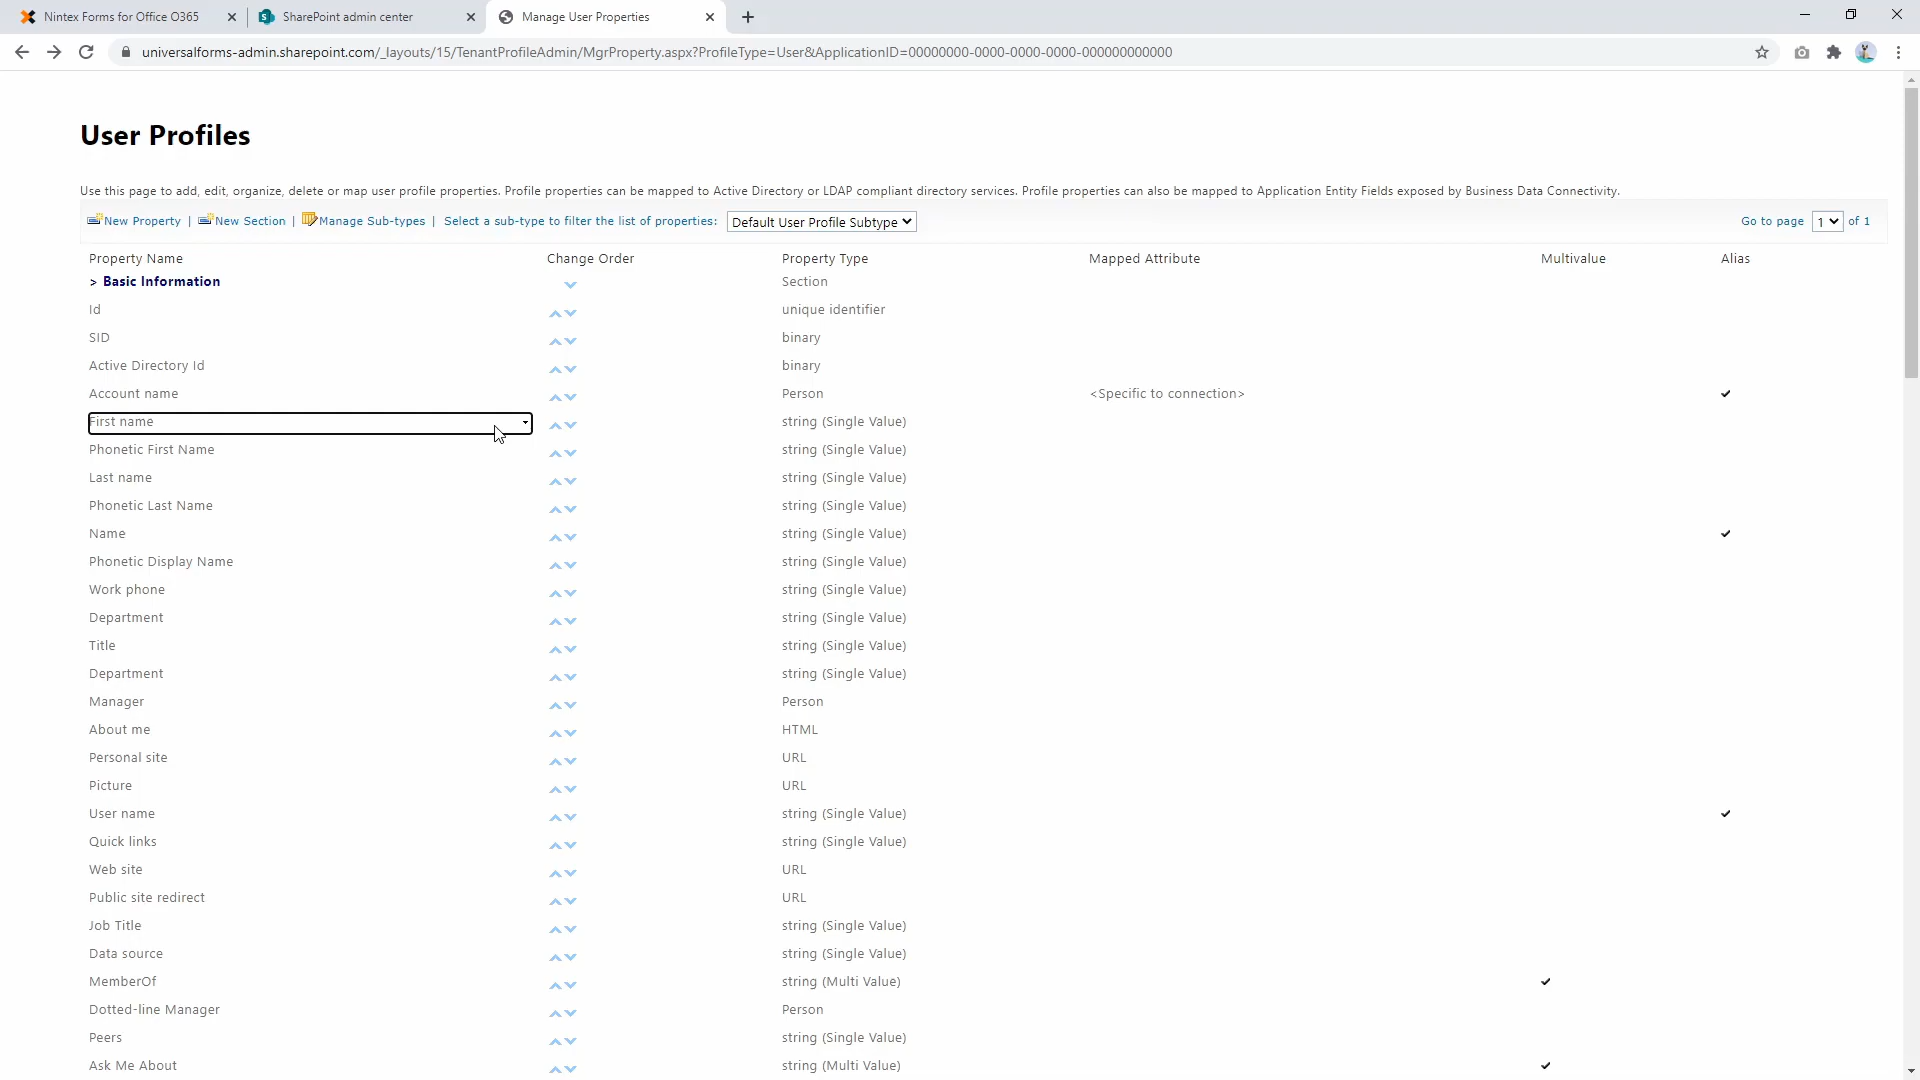 Nintex Forms for Office O365
SharePoint admin center
Manage User Properties
universalforms-admin.sharepoint.com/_layouts/15/TenantProfileAdmin/MgrProperty.aspx?ProfileType=User&ApplicationID=00000000-0000-0000-0000-000000000000
User Profiles
Use this page to add, edit, organize, delete or map user profile properties. Profile properties can be mapped to Active Directory or LDAP compliant directory services. Profile properties can also be mapped to Application Entity Fields exposed by Business Data Connectivity.
New Property | New Section | Manage Sub-types | Select a sub-type to filter the list of properties: Default User Profile Subtype Go to page 1 of 1
Property Name Change Order Property Type Mapped Attribute Multivalue Alias
> Basic Information Section
Id unique identifier
SID binary
Active Directory Id binary
Account name Person <Specific to connection>
First name string (Single Value)
Phonetic First Name string (Single Value)
Last name string (Single Value)
Phonetic Last Name string (Single Value)
Name string (Single Value)
Phonetic Display Name string (Single Value)
Work phone string (Single Value)
Department string (Single Value)
Title string (Single Value)
Department string (Single Value)
Manager Person
About me HTML
Personal site URL
Picture URL
User name string (Single Value)
Quick links string (Single Value)
Web site URL
Public site redirect URL
Job Title string (Single Value)
Data source string (Single Value)
MemberOf string (Multi Value)
Dotted-line Manager Person
Peers string (Single Value)
Ask Me About string (Multi Value)